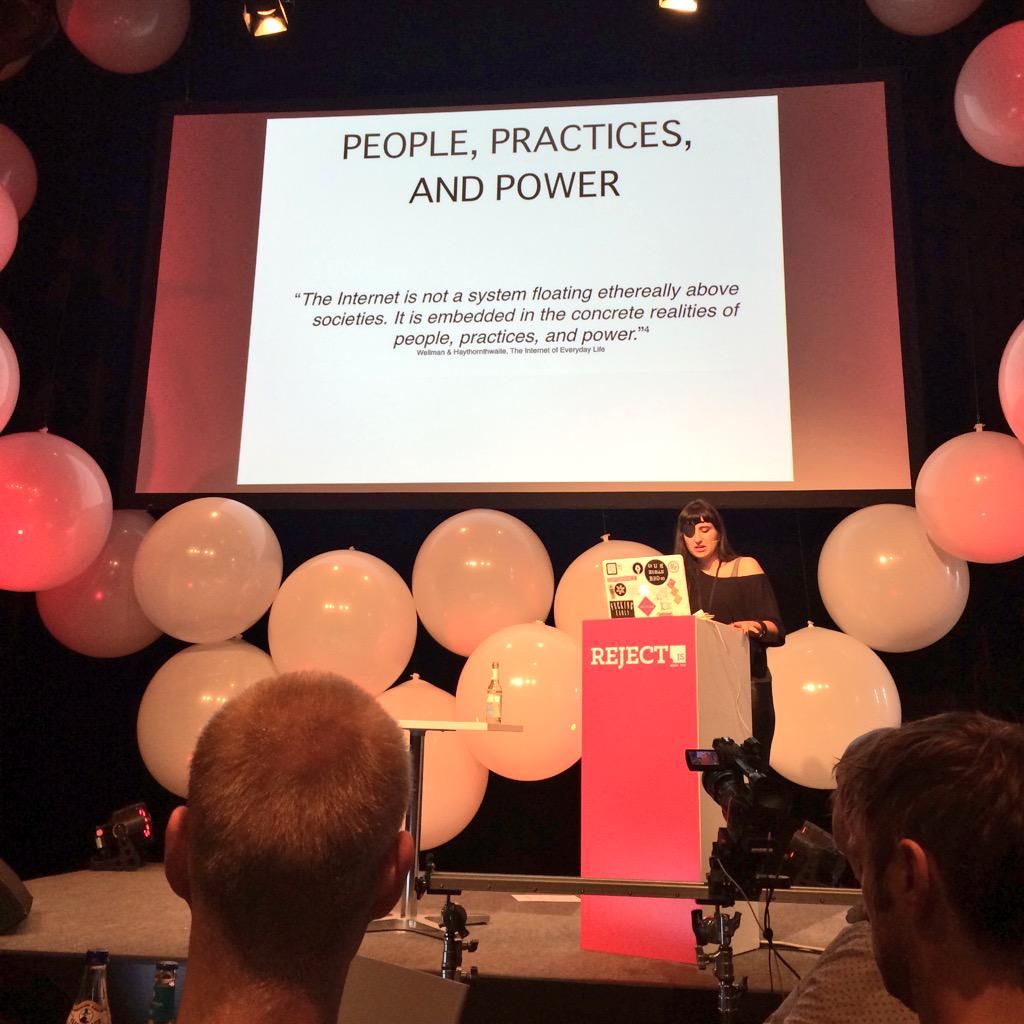 PEOPLE, PRACTICES,
AND POWER
“The Internet is not a system floating ethereally above
societies. It is embedded in the concrete realities of
people, practices, and power.”4
Wellman & Haythornthwaite, The Internet of Everyday Life
REJECT JS